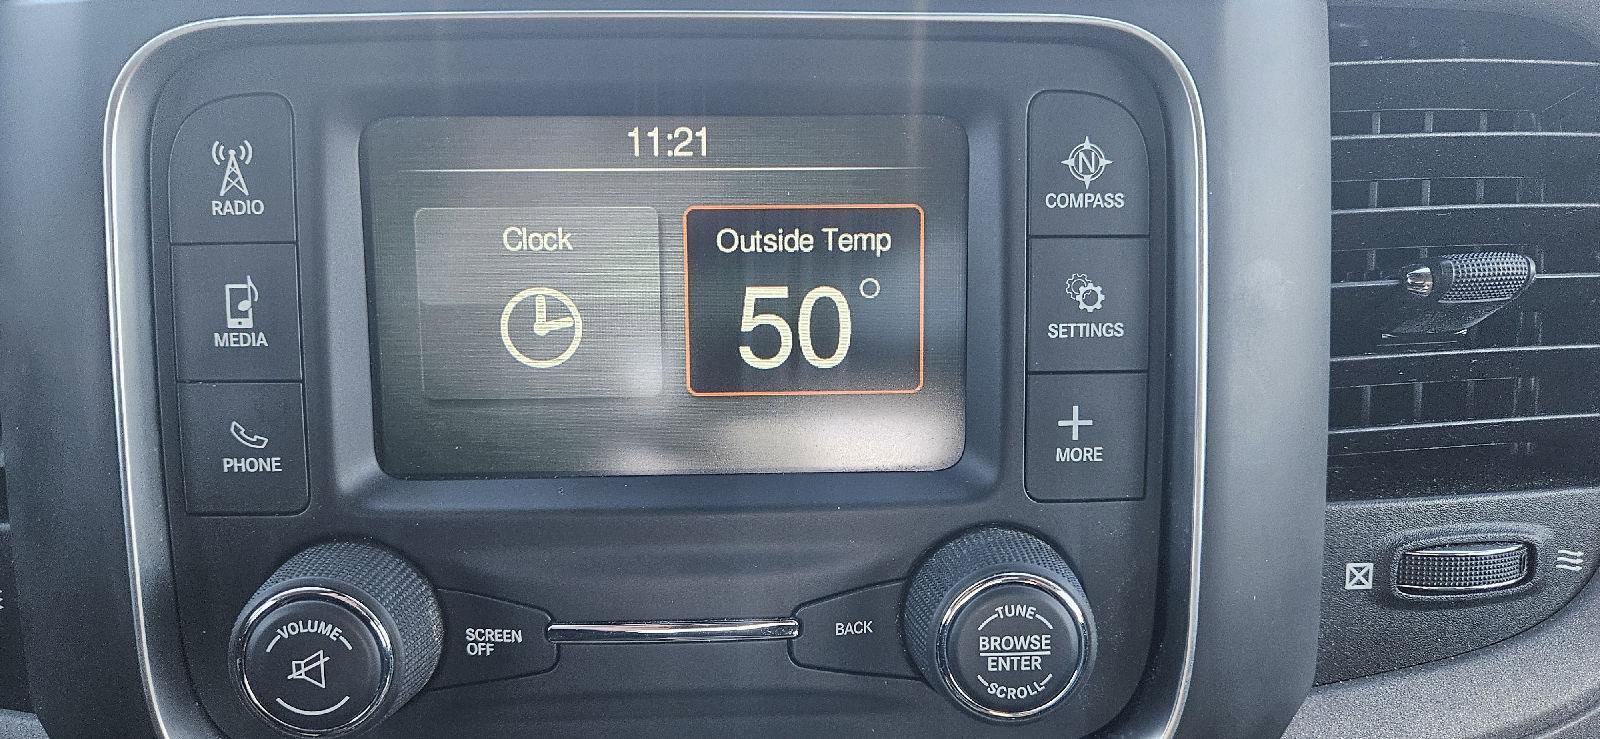 11:21
RADIO
Clock
Outside Temp
50°
N
COMPASS
MEDIA
SETTINGS
PHONE
MORE
VOLUME
SCREEN
OFF
BACK
TUNE
BROWSE
ENTER
SCROLL